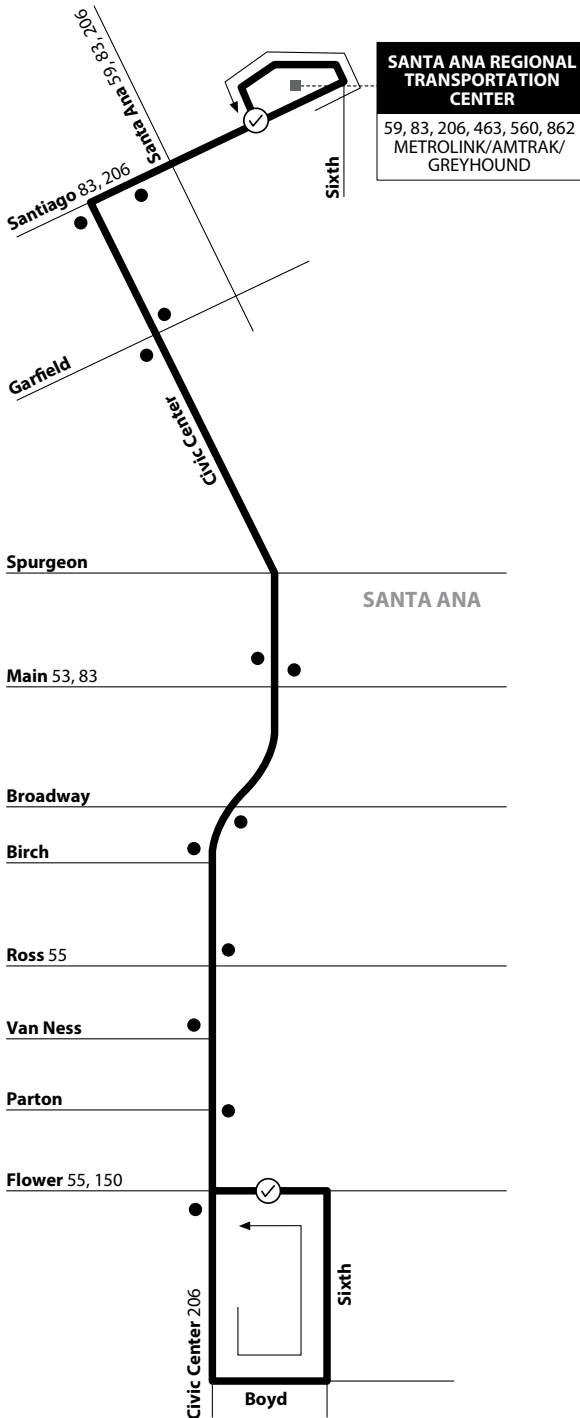 Santa Ana 59, 83, 206
SANTA ANA REGIONAL
TRANSPORTATION
CENTER
59, 83, 206, 463, 560, 862
METROLINK/AMTRAK/
GREYHOUND
Sixth
Santiago 83, 206
Garfield
Civic Center
Spurgeon
SANTA ANA
Main 53, 83
Broadway
Birch
Ross 55
Van Ness
Parton
Flower 55, 150
Sixth
Civic Center 206
Boyd